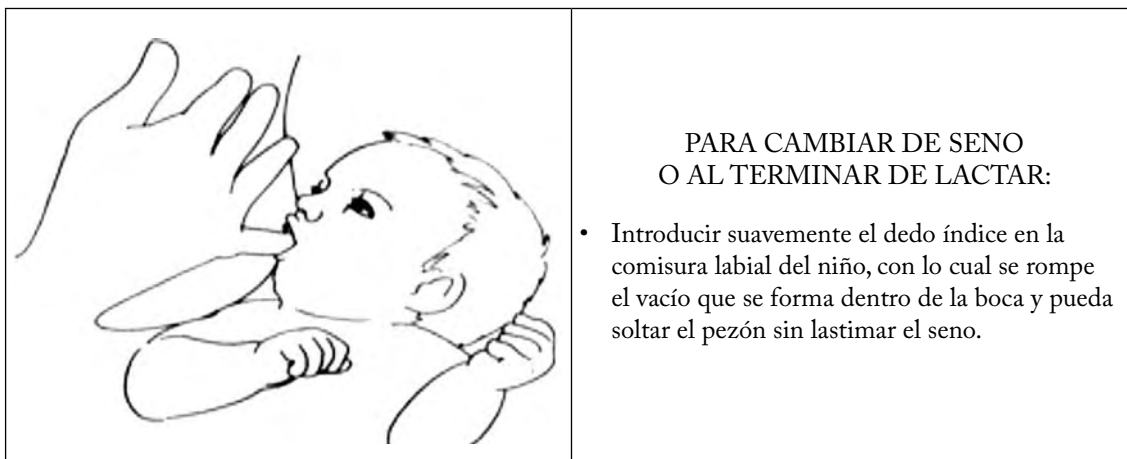 PARA CAMBIAR DE SENO
O AL TERMINAR DE LACTAR:
• Introducir suavemente el dedo índice en la
comisura labial del niño, con lo cual se rompe
el vacío que se forma dentro de la boca y pueda
soltar el pezón sin lastimar el seno.